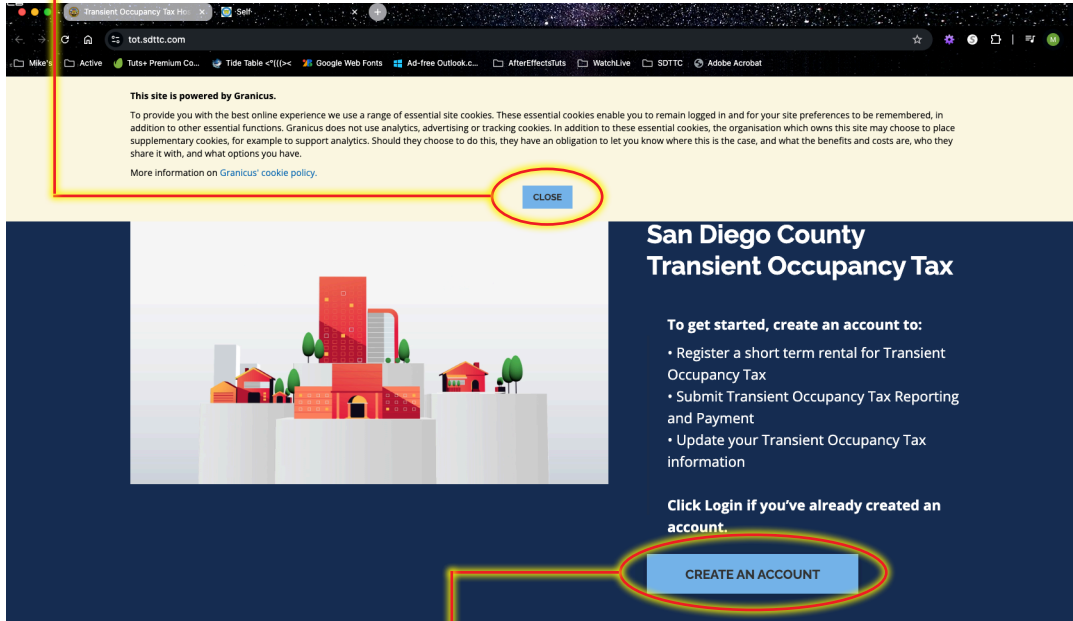 Transient Occupancy Tax Ho
Self
tot.sdttc.com
Mike's
Active
Tuts+ Premium Co...
Tide Table <°(((><
Google Web Fonts
Ad-free Outlook.c...
AfterEffectsTuts
WatchLive
SDTTC
Adobe Acrobat
This site is powered by Granicus.
To provide you with the best online experience we use a range of essential site cookies. These essential cookies enable you to remain logged in and for your site preferences to be remembered, in
addition to other essential functions. Granicus does not use analytics, advertising or tracking cookies. In addition to these essential cookies, the organisation which owns this site may choose to place
supplementary cookies, for example to support analytics. Should they choose to do this, they have an obligation to let you know where this is the case, and what the benefits and costs are, who they
share it with, and what options you have.
More information on Granicus' cookie policy.
CLOSE
San Diego County
Transient Occupancy Tax
To get started, create an account to:
• Register a short term rental for Transient
Occupancy Tax
• Submit Transient Occupancy Tax Reporting
and Payment
• Update your Transient Occupancy Tax
information
Click Login if you've already created an
account.
CREATE AN ACCOUNT